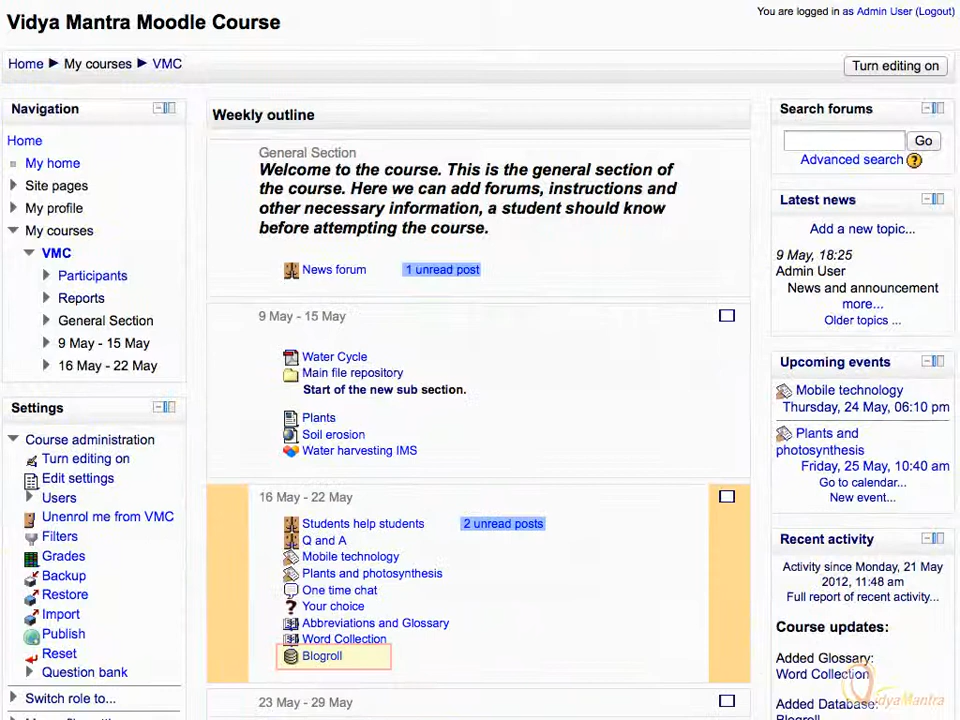 Vidya Mantra Moodle Course
You are logged in as Admin User (Logout)
Home ► My courses ► VMC
Turn editing on
Navigation
Home
My home
Site pages
My profile
My courses
VMC
Participants
Reports
General Section
9 May - 15 May
16 May - 22 May
Settings
Course administration
Turn editing on
Edit settings
Users
Unenrol me from VMC
Filters
Grades
Backup
Restore
Import
Publish
Reset
Question bank
Switch role to...
Weekly outline
General Section
Welcome to the course. This is the general section of
the course. Here we can add forums, instructions and
other necessary information, a student should know
before attempting the course.
News forum 1 unread post
9 May - 15 May
Water Cycle
Main file repository
Start of the new sub section.
Plants
Soil erosion
Water harvesting IMS
16 May - 22 May
Students help students 2 unread posts
Q and A
Mobile technology
Plants and photosynthesis
One time chat
Your choice
Abbreviations and Glossary
Word Collection
Blogroll
23 May - 29 May
Search forums
Go
Advanced search ?
Latest news
Add a new topic...
9 May, 18:25
Admin User
News and announcement
more...
Older topics ...
Upcoming events
Mobile technology
Thursday, 24 May, 06:10 pm
Plants and
photosynthesis
Friday, 25 May, 10:40 am
Go to calendar...
New event...
Recent activity
Activity since Monday, 21 May
2012, 11:48 am
Full report of recent activity...
Course updates:
Added Glossary:
Word Collection
Added Database:
Blogroll
VidyaMantra